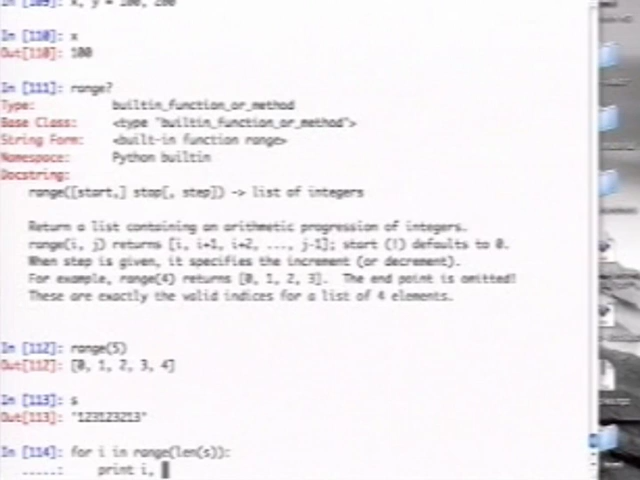 In [109]: x, y = 100, 200
In [110]: x
Out[110]: 100
In [111]: range?
Type: builtin_function_or_method
Base Class: <type "builtin_function_or_method">
String Form: <built-in function range>
Namespace: Python builtin
Docstring:
range([start,] stop[, step]) -> list of integers
Return a list containing an arithmetic progression of integers.
range(i, j) returns [i, i+1, i+2, ..., j-1]; start (!) defaults to 0.
When step is given, it specifies the increment (or decrement).
For example, range(4) returns [0, 1, 2, 3]. The end point is omitted!
These are exactly the valid indices for a list of 4 elements.
In [112]: range(5)
Out[112]: [0, 1, 2, 3, 4]
In [113]: s
Out[113]: "123123213"
In [114]: for i in range(len(s)):
.....: print i,